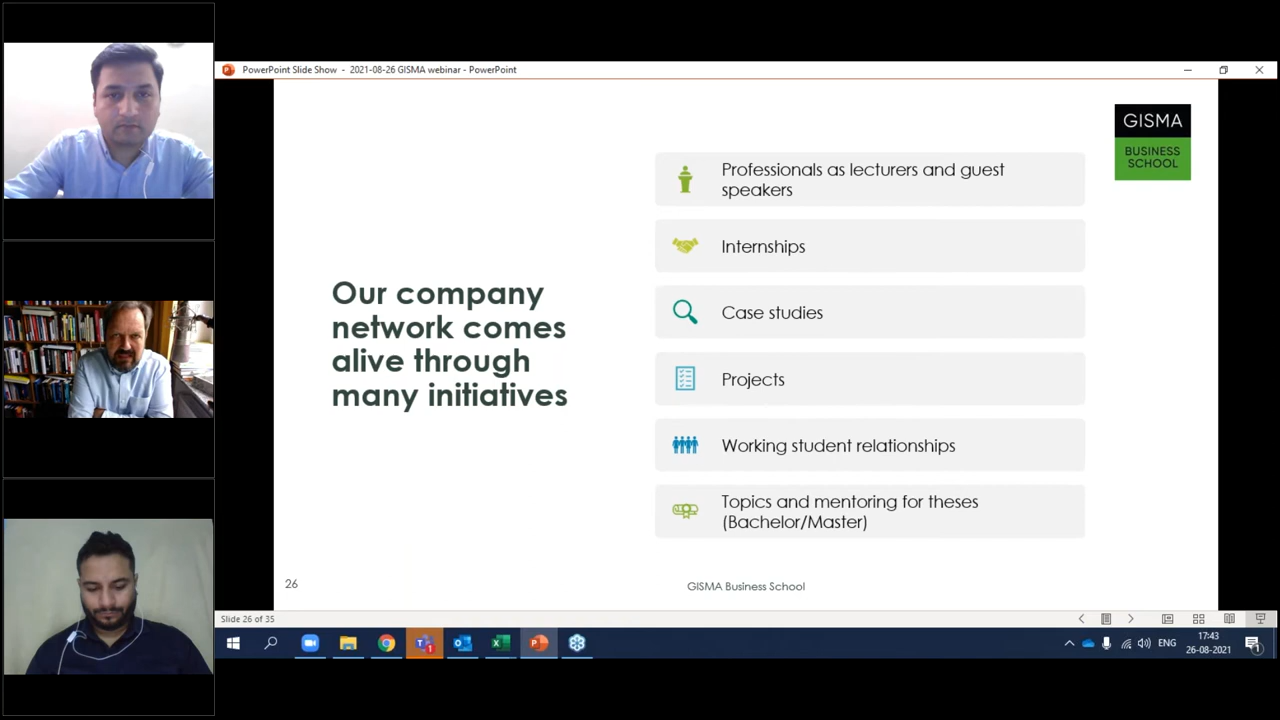 PowerPoint Slide Show - 2021-08-26 GISMA webinar - PowerPoint
GISMA
BUSINESS
SCHOOL
Our company
network comes
alive through
many initiatives
Professionals as lecturers and guest
speakers
Internships
Case studies
Projects
Working student relationships
Topics and mentoring for theses
(Bachelor/Master)
26
GISMA Business School
Slide 26 of 35
ENG
17:43
26-08-2021